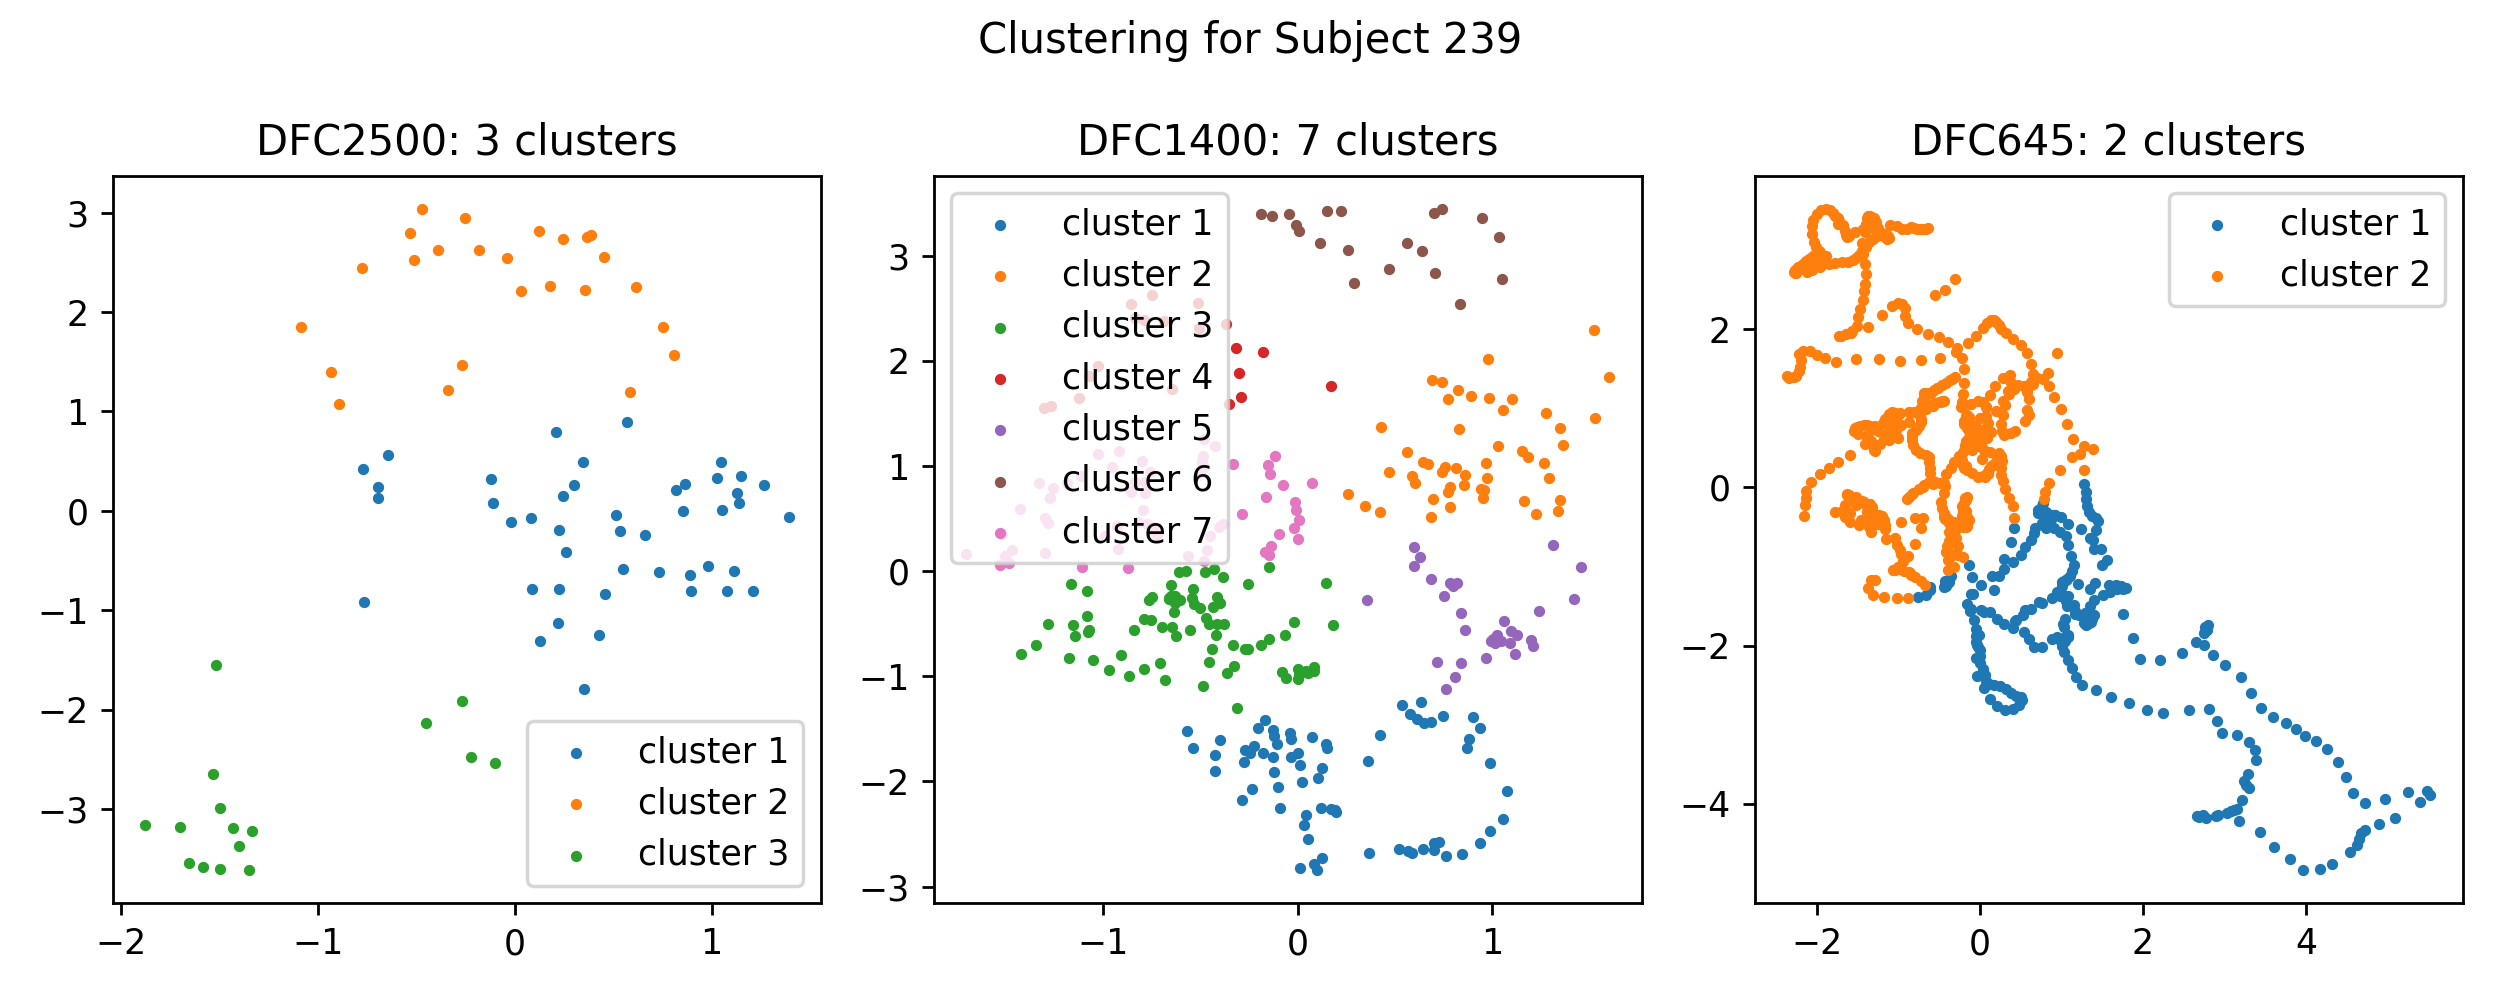 Clustering for Subject 239
DFC2500: 3 clusters
3
2
1
0
−1
−2
−3
−2
−1
0
1
cluster 1
cluster 2
cluster 3
DFC1400: 7 clusters
3
2
1
0
−1
−2
−3
−1
0
1
cluster 1
cluster 2
cluster 3
cluster 4
cluster 5
cluster 6
cluster 7
DFC645: 2 clusters
2
0
−2
−4
−2
0
2
4
cluster 1
cluster 2